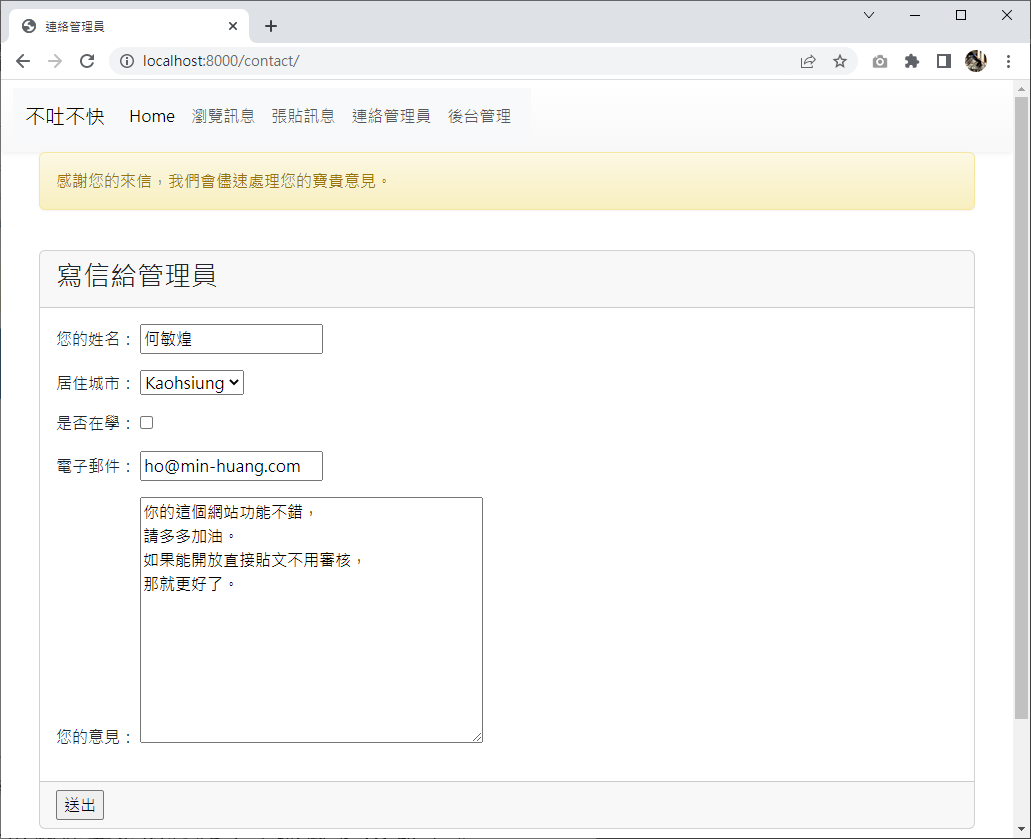 連絡管理員
localhost:8000/contact/
不吐不快 Home 瀏覽訊息 張貼訊息 連絡管理員 後台管理
感謝您的來信，我們會儘速處理您的寶貴意見。
寫信給管理員
您的姓名： 何敏煌
居住城市： Kaohsiung
是否在學：
電子郵件： ho@min-huang.com
你的這個網站功能不錯，
請多多加油。
如果能開放直接貼文不用審核，
那就更好了。
您的意見：
送出